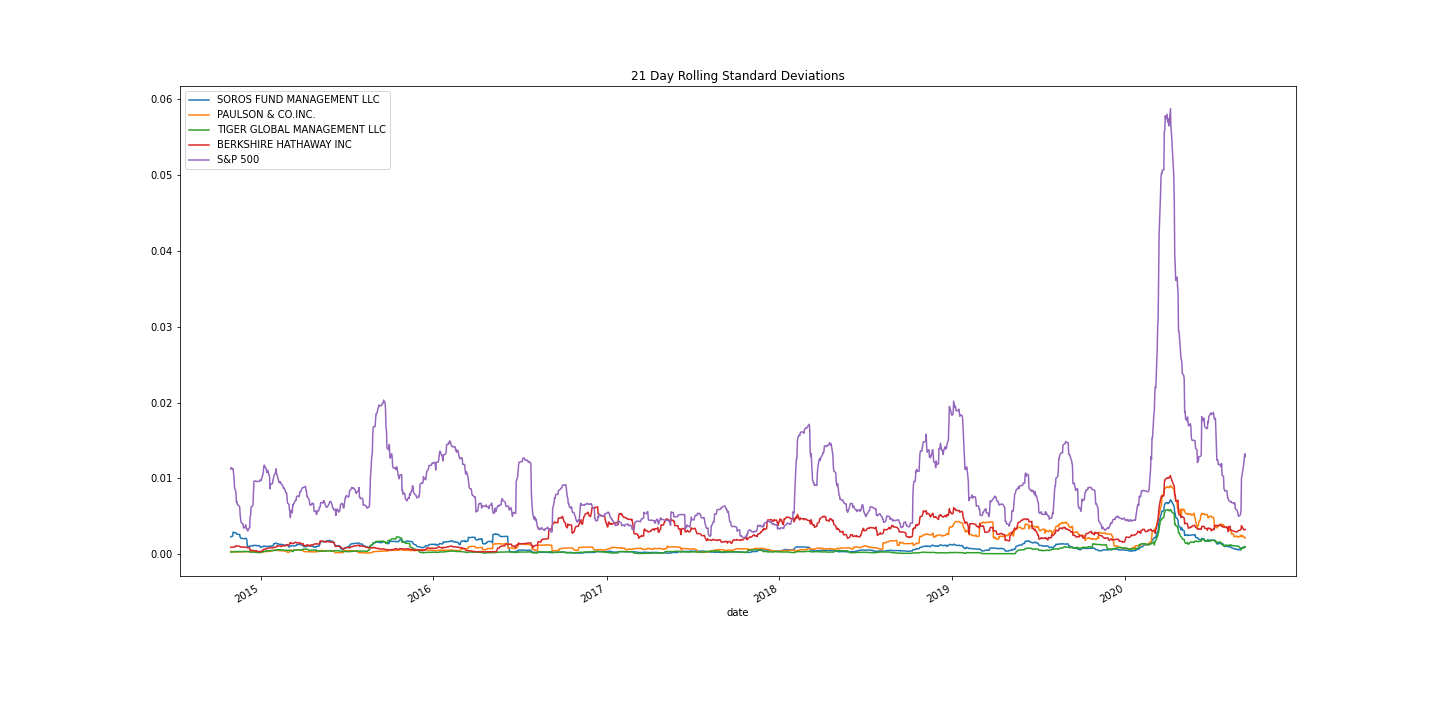 21 Day Rolling Standard Deviations
SOROS FUND MANAGEMENT LLC
PAULSON & CO.INC.
TIGER GLOBAL MANAGEMENT LLC
BERKSHIRE HATHAWAY INC
S&P 500
0.06
0.05
0.04
0.03
0.02
0.01
0.00
2015
2016
2017
2018
2019
2020
date